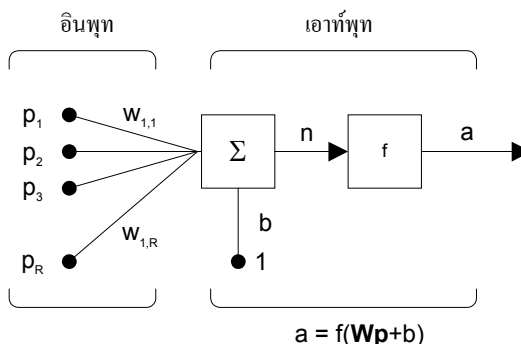 อินพุท
เอาท์พุท
p1
w1,1
p2
p3
pR
w1,R
Σ
n
f
a
b
1
a = f(Wp+b)